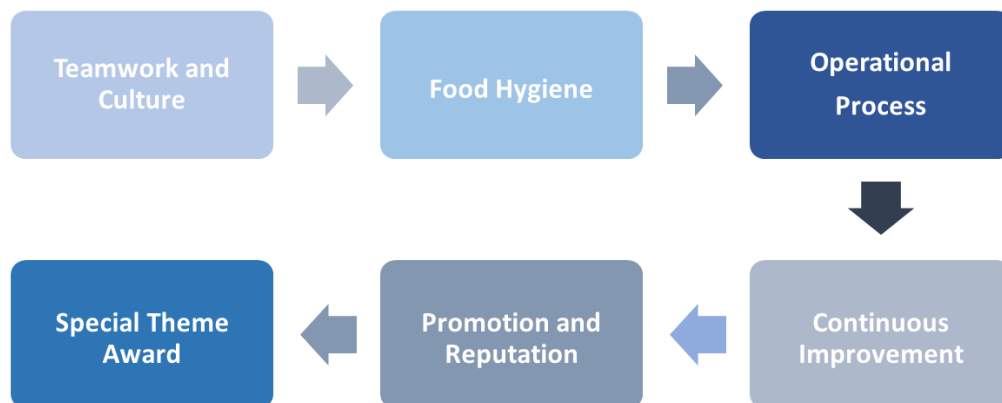 Teamwork and
Culture
Food Hygiene
Operational
Process
Continuous
Improvement
Promotion and
Reputation
Special Theme
Award